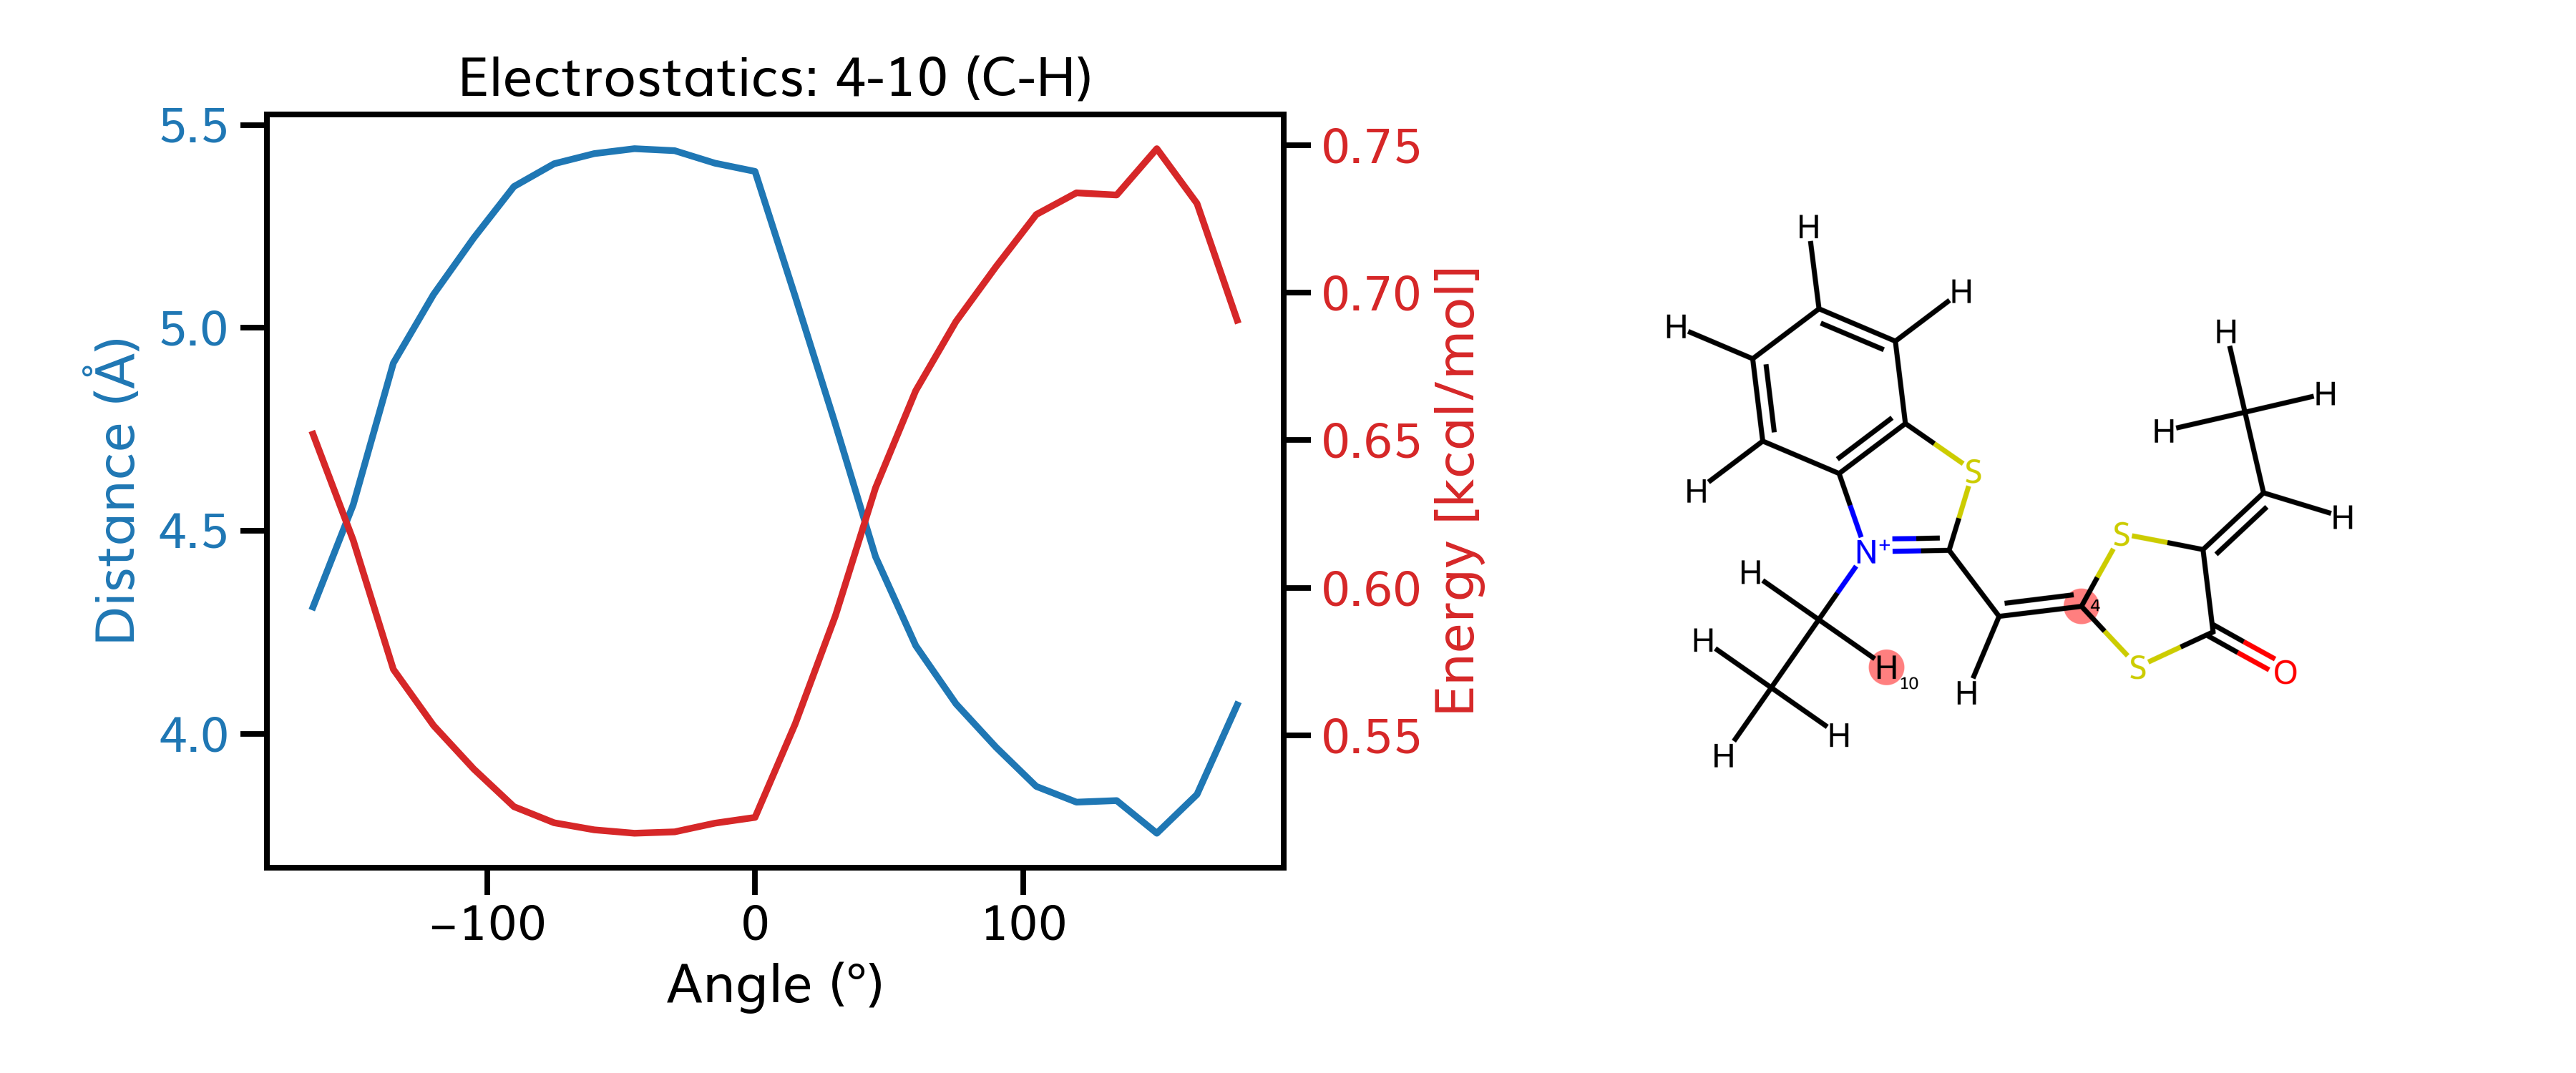 Electrostatics: 4-10 (C-H)
5.5
5.0
4.5
4.0
Distance (Å)
0.75
0.70
0.65
0.60
0.55
Energy [kcal/mol]
−100
0
100
Angle (°)
H
H
H
H
H
H
H
S
H
S
N⁺
H
4
H
H
10
S
O
H
H
H